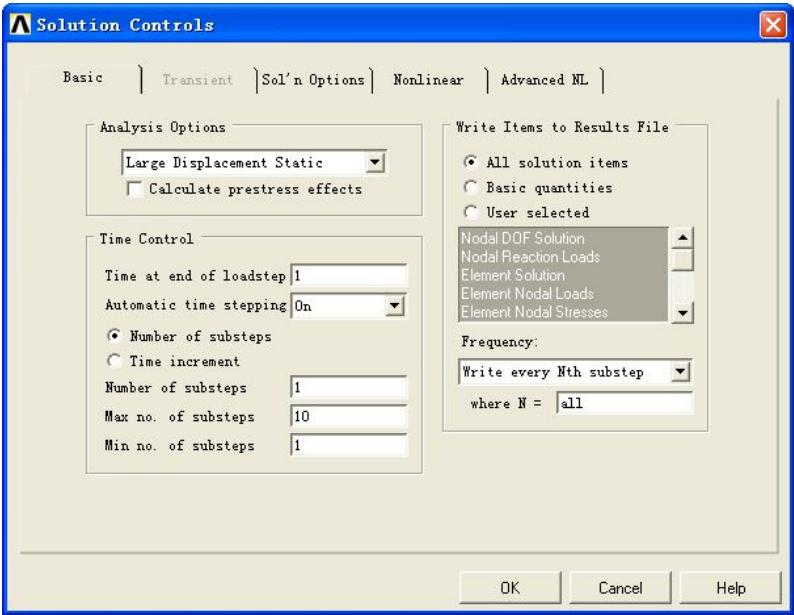 Solution Controls
Basic
Transient
Sol'n Options
Nonlinear
Advanced NL
Analysis Options
Large Displacement Static
Calculate prestress effects
Time Control
Time at end of loadstep 1
Automatic time stepping On
Number of substeps
Time increment
Number of substeps 1
Max no. of substeps 10
Min no. of substeps 1
Write Items to Results File
All solution items
Basic quantities
User selected
Nodal DOF Solution
Nodal Reaction Loads
Element Solution
Element Nodal Loads
Element Nodal Stresses
Frequency:
Write every Nth substep
where N = all
OK
Cancel
Help